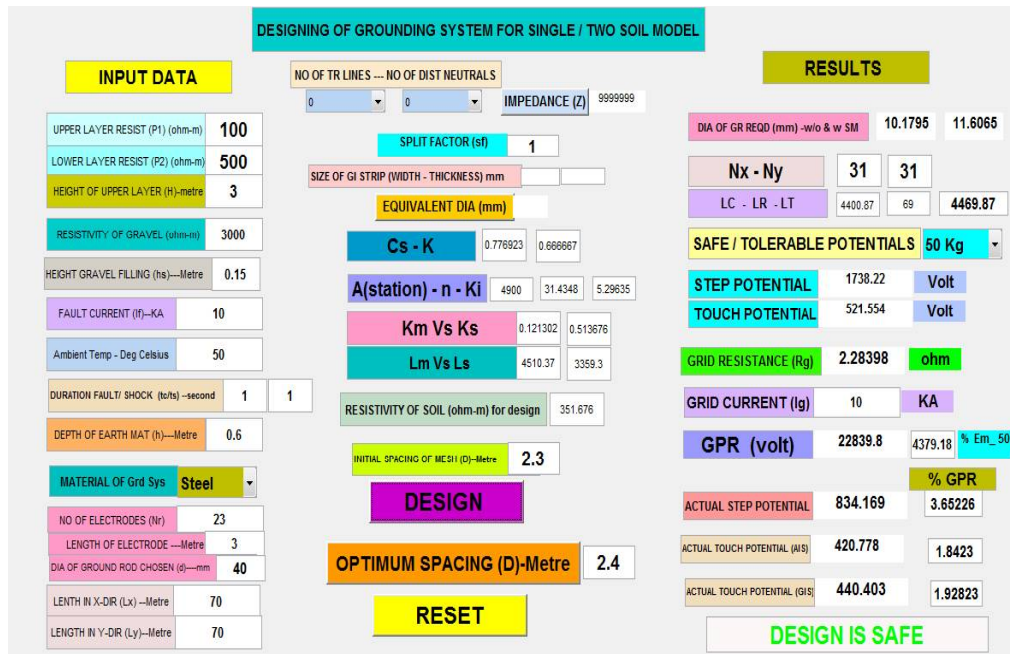 DESIGNING OF GROUNDING SYSTEM FOR SINGLE / TWO SOIL MODEL
INPUT DATA
UPPER LAYER RESIST (P1) (ohm-m) 100
LOWER LAYER RESIST (P2) (ohm-m) 500
HEIGHT OF UPPER LAYER (H)-metre 3
RESISTIVITY OF GRAVEL (ohm-m) 3000
HEIGHT GRAVEL FILLING (hs)---Metre 0.15
FAULT CURRENT (If)--KA 10
Ambient Temp - Deg Celsius 50
DURATION FAULT/ SHOCK (tc/ts) --second 1 1
DEPTH OF EARTH MAT (h)---Metre 0.6
MATERIAL OF Grd Sys Steel
NO OF ELECTRODES (Nr) 23
LENGTH OF ELECTRODE ---Metre 3
DIA OF GROUND ROD CHOSEN (d)----mm 40
LENTH IN X-DIR (Lx) --Metre 70
LENGTH IN Y-DIR (Ly)--Metre 70
NO OF TR LINES --- NO OF DIST NEUTRALS
0 0 IMPEDANCE (Z) 9999999
SPLIT FACTOR (sf) 1
SIZE OF GI STRIP (WIDTH - THICKNESS) mm
EQUIVALENT DIA (mm)
Cs - K 0.776923 0.666667
A(station) - n - Ki 4900 31.4348 5.29635
Km Vs Ks 0.121302 0.513676
Lm Vs Ls 4510.37 3359.3
RESISTIVITY OF SOIL (ohm-m) for design 351.676
INITIAL SPACING OF MESH (D)--Metre 2.3
DESIGN
OPTIMUM SPACING (D)-Metre 2.4
RESET
RESULTS
DIA OF GR REQD (mm) -w/o & w SM 10.1795 11.6065
Nx - Ny 31 31
LC - LR - LT 4400.87 69 4469.87
SAFE / TOLERABLE POTENTIALS 50 Kg
STEP POTENTIAL 1738.22 Volt
TOUCH POTENTIAL 521.554 Volt
GRID RESISTANCE (Rg) 2.28398 ohm
GRID CURRENT (Ig) 10 KA
GPR (volt) 22839.8 4379.18 % Em_ 50
% GPR
ACTUAL STEP POTENTIAL 834.169 3.65226
ACTUAL TOUCH POTENTIAL (AIS) 420.778 1.8423
ACTUAL TOUCH POTENTIAL (GIS) 440.403 1.92823
DESIGN IS SAFE